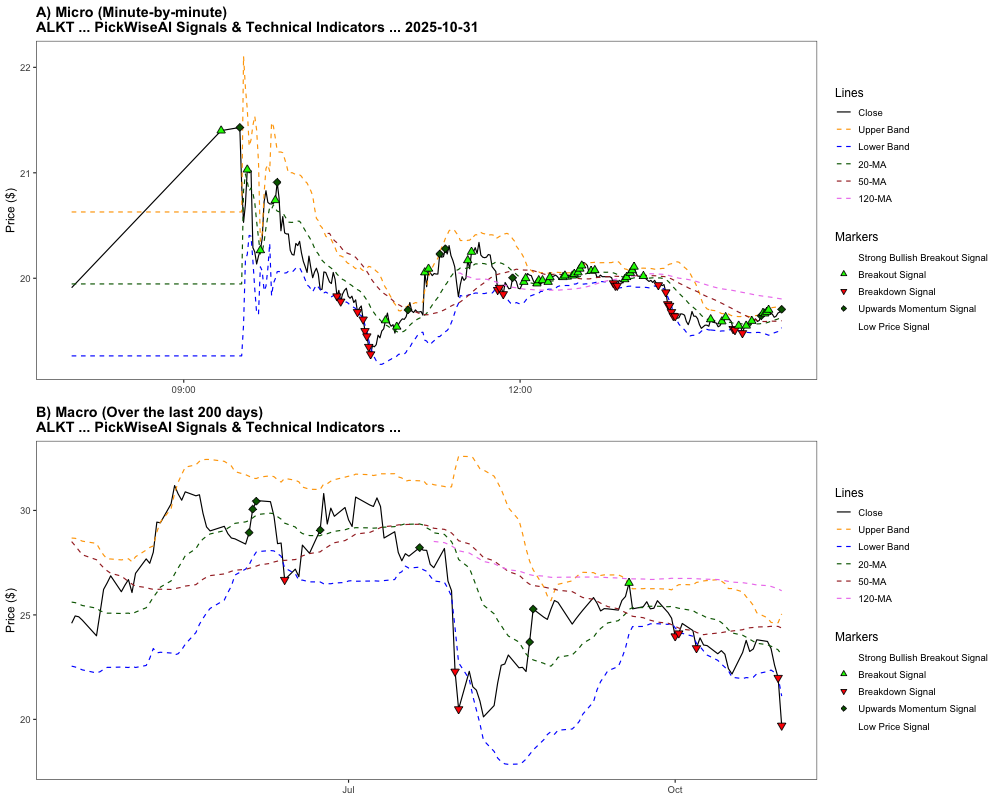 A) Micro (Minute-by-minute)
ALKT ... PickWiseAI Signals & Technical Indicators ... 2025-10-31
22
21
20
Price ($)
09:00
12:00
Lines
Close
Upper Band
Lower Band
20-MA
50-MA
120-MA
Markers
Strong Bullish Breakout Signal
Breakout Signal
Breakdown Signal
Upwards Momentum Signal
Low Price Signal
B) Macro (Over the last 200 days)
ALKT ... PickWiseAI Signals & Technical Indicators ...
30
25
20
Price ($)
Jul
Oct
Lines
Close
Upper Band
Lower Band
20-MA
50-MA
120-MA
Markers
Strong Bullish Breakout Signal
Breakout Signal
Breakdown Signal
Upwards Momentum Signal
Low Price Signal